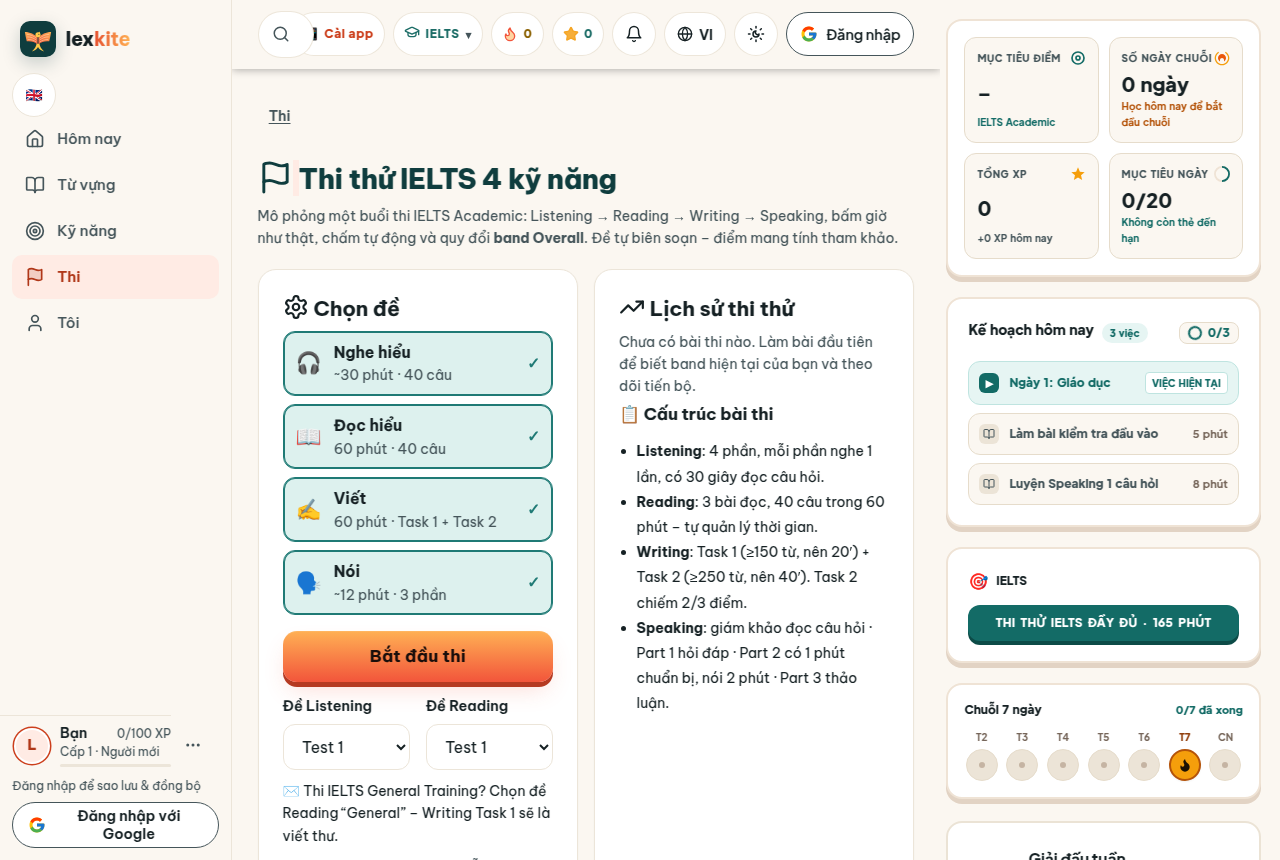 lexkite
Hôm nay
Từ vựng
Kỹ năng
Thi
Tôi
L
Bạn 0/100 XP
Cấp 1 · Người mới
Đăng nhập để sao lưu & đồng bộ
Đăng nhập với
Google
Cài app
IELTS ▾
0
0
VI
Đăng nhập
Thi
Thi thử IELTS 4 kỹ năng
Mô phỏng một buổi thi IELTS Academic: Listening → Reading → Writing → Speaking, bấm giờ
như thật, chấm tự động và quy đổi band Overall. Đề tự biên soạn – điểm mang tính tham khảo.
Chọn đề
Nghe hiểu
~30 phút · 40 câu
✓
Đọc hiểu
60 phút · 40 câu
✓
Viết
60 phút · Task 1 + Task 2
✓
Nói
~12 phút · 3 phần
✓
Bắt đầu thi
Đề Listening
Đề Reading
Test 1
Test 1
✉️ Thi IELTS General Training? Chọn đề
Reading “General” – Writing Task 1 sẽ là
viết thư.
Lịch sử thi thử
Chưa có bài thi nào. Làm bài đầu tiên
để biết band hiện tại của bạn và theo
dõi tiến bộ.
📋 Cấu trúc bài thi
• Listening: 4 phần, mỗi phần nghe 1
lần, có 30 giây đọc câu hỏi.
• Reading: 3 bài đọc, 40 câu trong 60
phút – tự quản lý thời gian.
• Writing: Task 1 (≥150 từ, nên 20′) +
Task 2 (≥250 từ, nên 40′). Task 2
chiếm 2/3 điểm.
• Speaking: giám khảo đọc câu hỏi ·
Part 1 hỏi đáp · Part 2 có 1 phút
chuẩn bị, nói 2 phút · Part 3 thảo
luận.
MỤC TIÊU ĐIỂM
–
IELTS Academic
SỐ NGÀY CHUỖI
0 ngày
Học hôm nay để bắt
đầu chuỗi
TỔNG XP
0
+0 XP hôm nay
MỤC TIÊU NGÀY
0/20
Không còn thẻ đến
hạn
Kế hoạch hôm nay 3 việc 0/3
Ngày 1: Giáo dục VIỆC HIỆN TẠI
Làm bài kiểm tra đầu vào 5 phút
Luyện Speaking 1 câu hỏi 8 phút
IELTS
THI THỬ IELTS ĐẦY ĐỦ · 165 PHÚT
Chuỗi 7 ngày 0/7 đã xong
T2 T3 T4 T5 T6 T7 CN
Giải đấu tuần